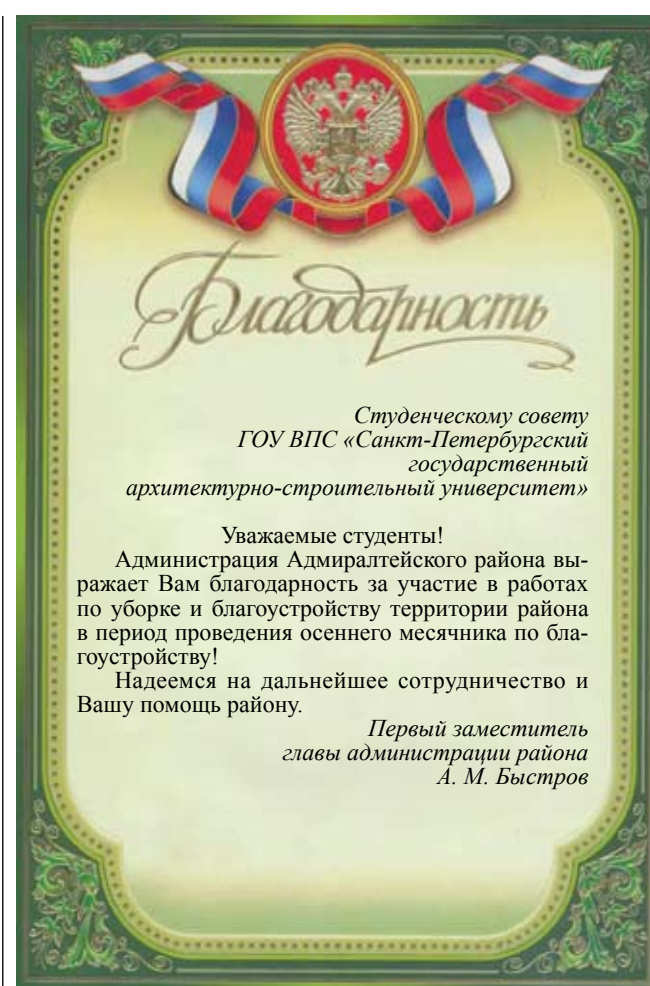 Благодарность
Студенческому совету
ГОУ ВПС «Санкт-Петербургский
государственный
архитектурно-строительный университет»
Уважаемые студенты!
Администрация Адмиралтейского района вы-
ражает Вам благодарность за участие в работах
по уборке и благоустройству территории района
в период проведения осеннего месячника по бла-
гоустройству!
Надеемся на дальнейшее сотрудничество и
Вашу помощь району.
Первый заместитель
главы администрации района
А. М. Быстров